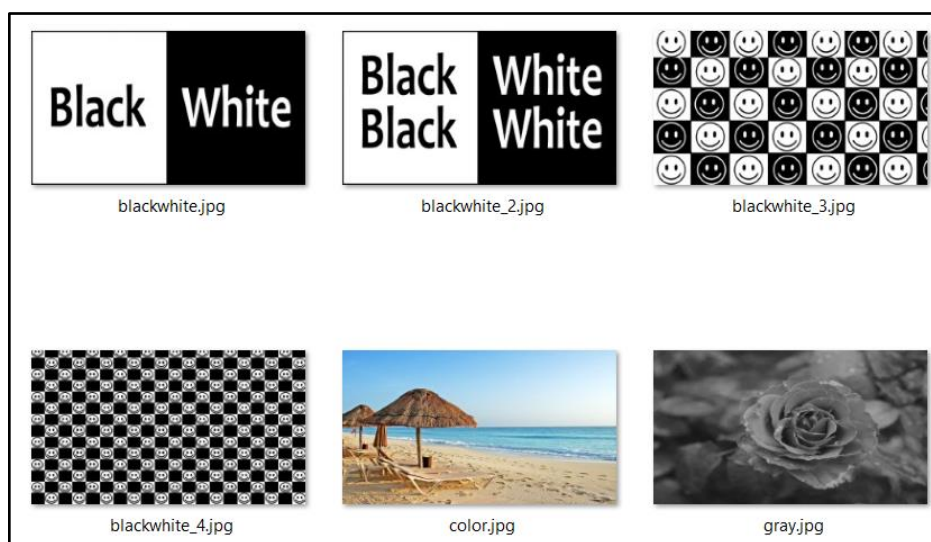 Black White
blackwhite.jpg
Black White
Black White
blackwhite_2.jpg
blackwhite_3.jpg
blackwhite_4.jpg
color.jpg
gray.jpg